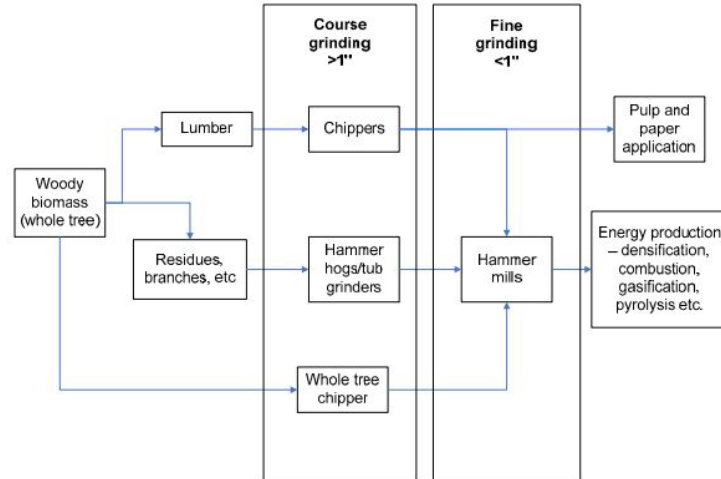 Course
grinding
>1"
Fine
grinding
<1"
Lumber
Chippers
Pulp and
paper
application
Woody
biomass
(whole tree)
Residues,
branches, etc
Hammer
hogs/tub
grinders
Hammer
mills
Energy production
– densification,
combustion,
gasification,
pyrolysis etc.
Whole tree
chipper